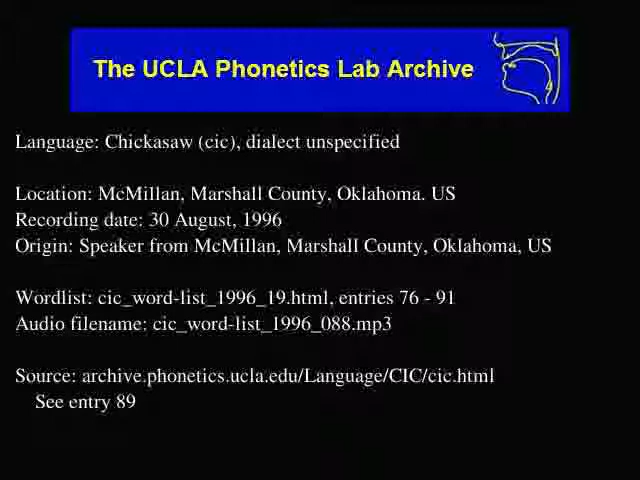 The UCLA Phonetics Lab Archive
Language: Chickasaw (cic), dialect unspecified
Location: McMillan, Marshall County, Oklahoma. US
Recording date: 30 August, 1996
Origin: Speaker from McMillan, Marshall County, Oklahoma, US
Wordlist: cic_word-list_1996_19.html, entries 76 - 91
Audio filename: cic_word-list_1996_088.mp3
Source: archive.phonetics.ucla.edu/Language/CIC/cic.html
See entry 89